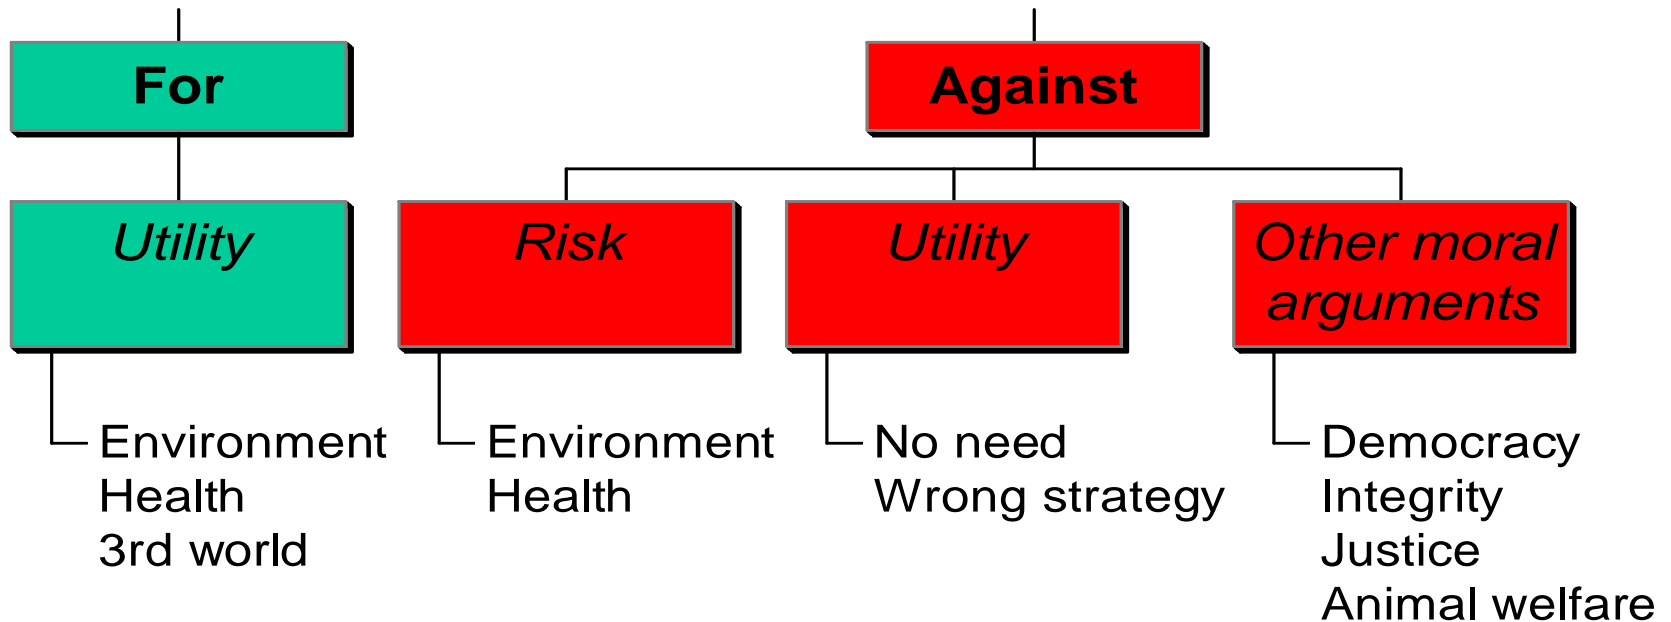 For
Against
Utility
Risk
Utility
Other moral
arguments
Environment
Health
3rd world
Environment
Health
No need
Wrong strategy
Democracy
Integrity
Justice
Animal welfare